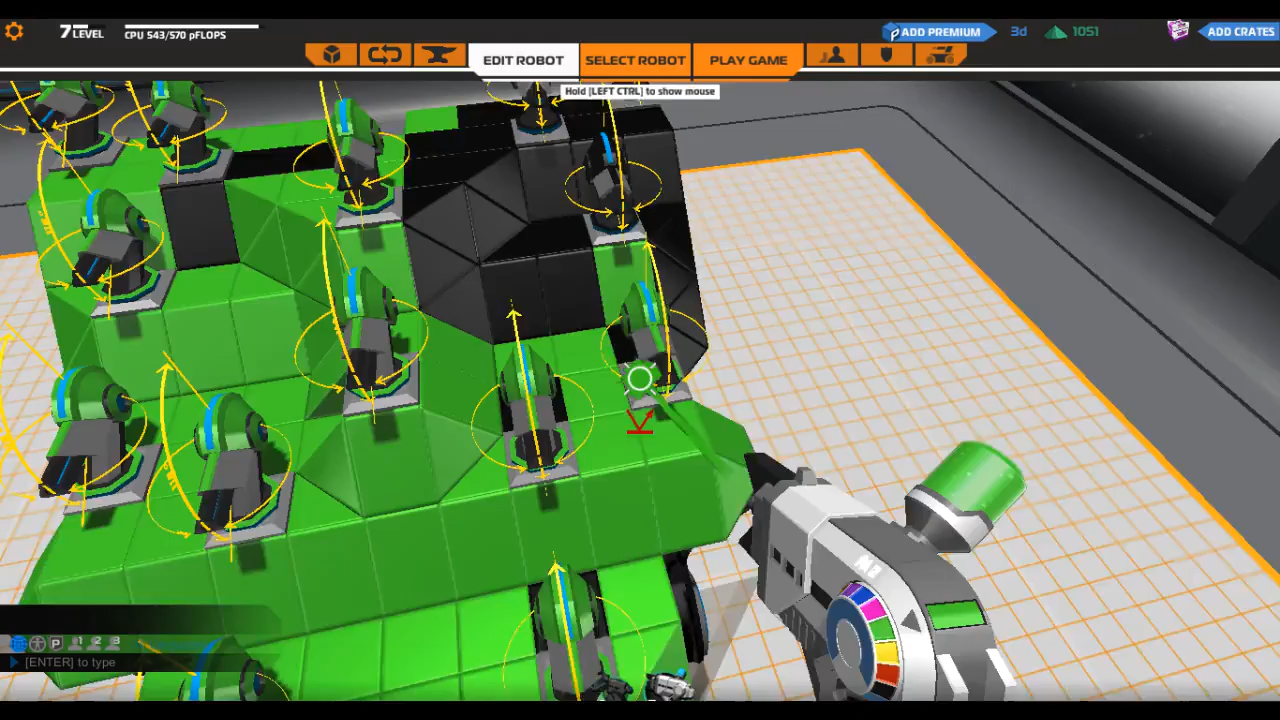 7 LEVEL
CPU 543/570 pFLOPS
ADD PREMIUM
3d
1051
ADD CRATES
EDIT ROBOT
SELECT ROBOT
PLAY GAME
Hold [LEFT CTRL] to show mouse
P 1 2 3
[ENTER] to type